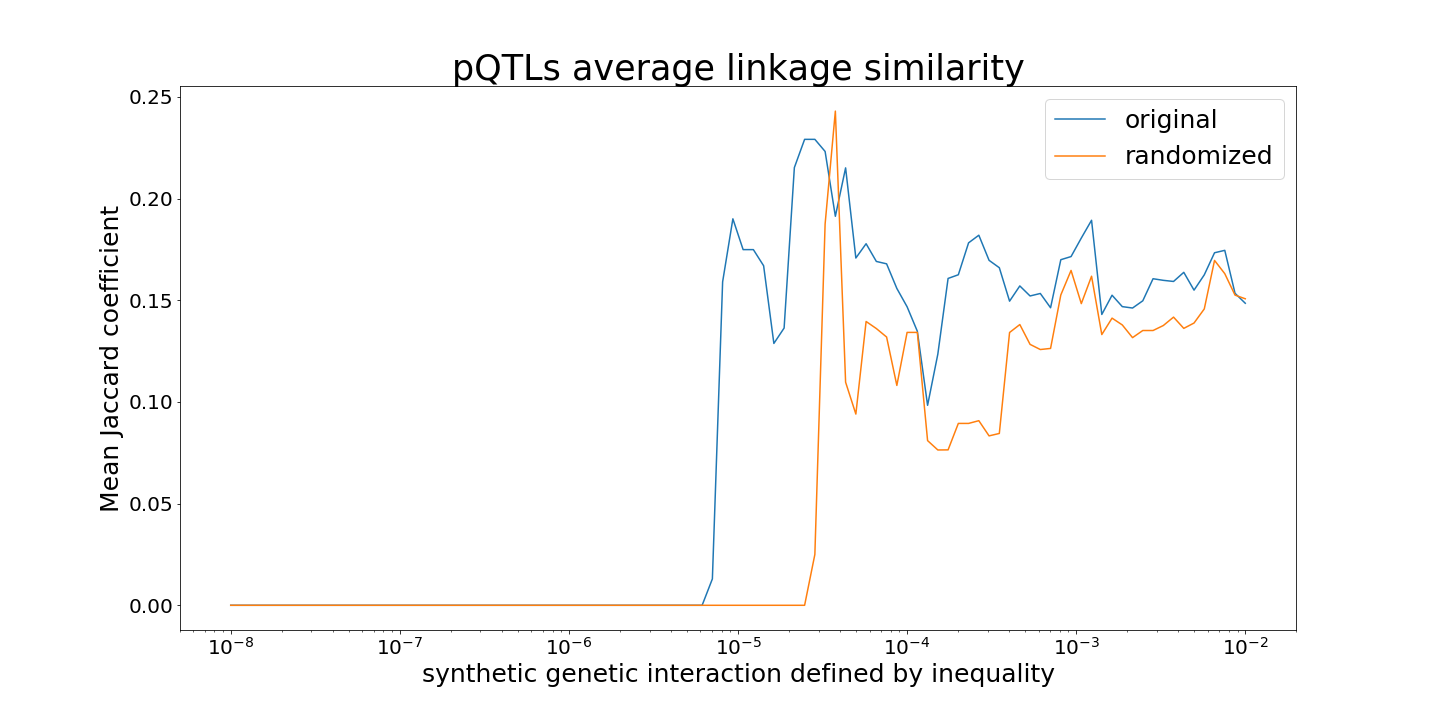 pQTLs average linkage similarity
original
randomized
Mean Jaccard coefficient
0.25
0.20
0.15
0.10
0.05
0.00
10⁻⁸ 10⁻⁷ 10⁻⁶ 10⁻⁵ 10⁻⁴ 10⁻³ 10⁻²
synthetic genetic interaction defined by inequality